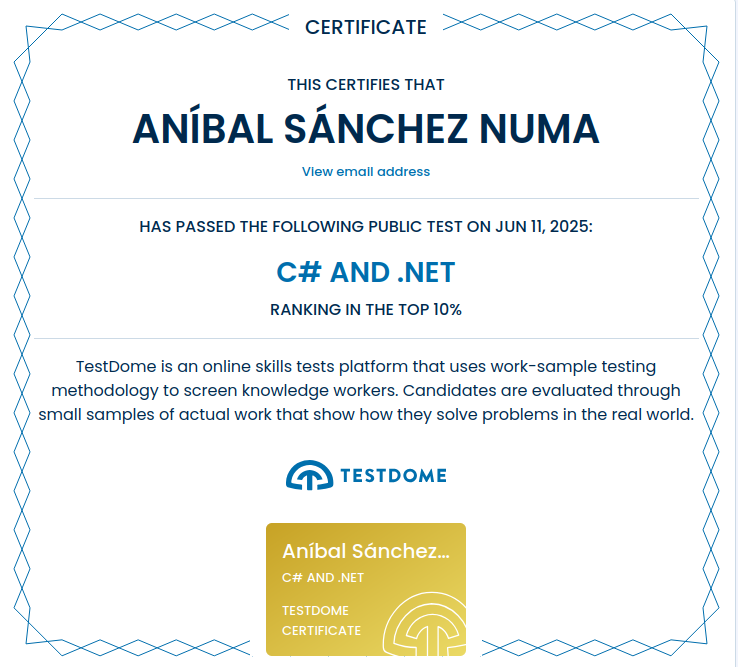 CERTIFICATE
THIS CERTIFIES THAT
ANÍBAL SÁNCHEZ NUMA
View email address
HAS PASSED THE FOLLOWING PUBLIC TEST ON JUN 11, 2025:
C# AND .NET
RANKING IN THE TOP 10%
TestDome is an online skills tests platform that uses work-sample testing
methodology to screen knowledge workers. Candidates are evaluated through
small samples of actual work that show how they solve problems in the real world.
TESTDOME
Aníbal Sánchez...
C# AND .NET
TESTDOME
CERTIFICATE